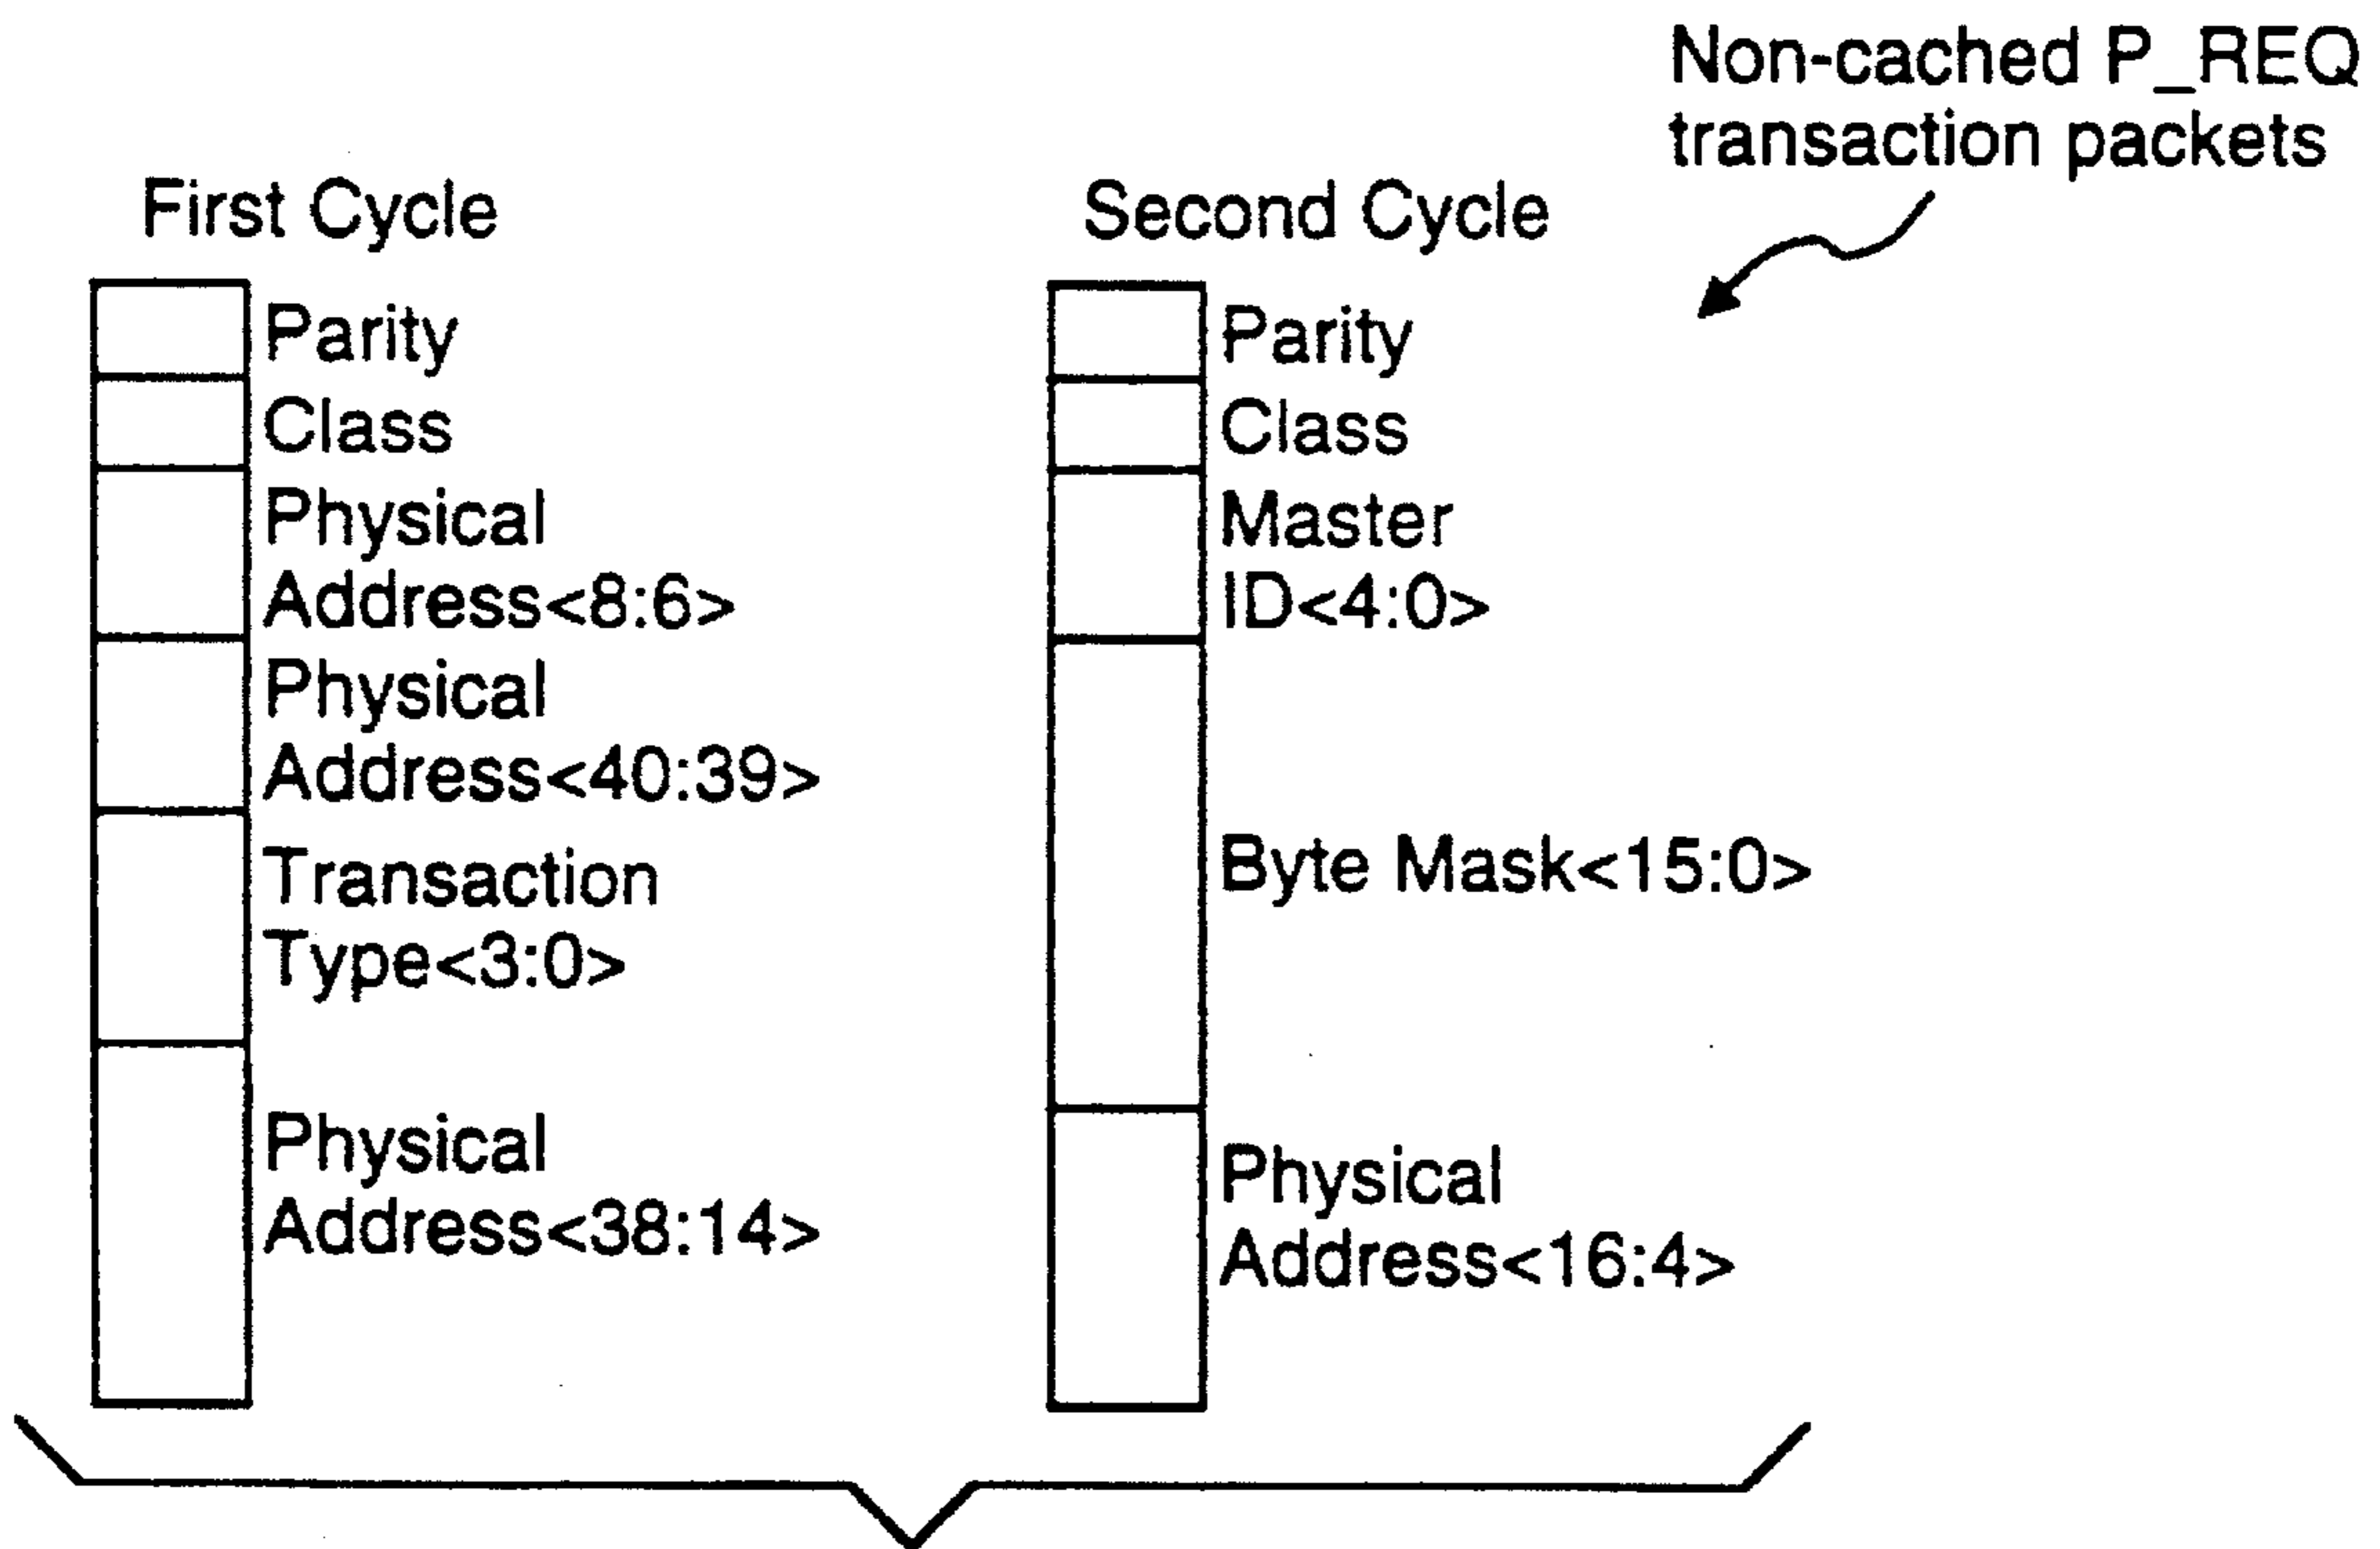 Non-cached P_REQ
transaction packets
First Cycle
Parity
Class
Physical
Address<8:6>
Physical
Address<40:39>
Transaction
Type<3:0>
Physical
Address<38:14>
Second Cycle
Parity
Class
Master
ID<4:0>
Byte Mask<15:0>
Physical
Address<16:4>